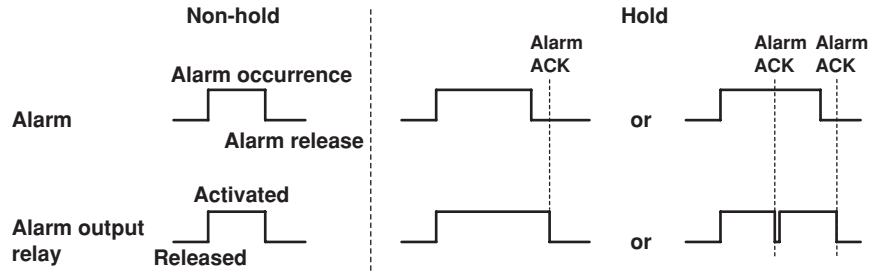 Non-hold
Hold
Alarm
ACK
Alarm
ACK
Alarm
ACK
Alarm occurrence
Alarm
Alarm release
or
Activated
Alarm output
relay
Released
or